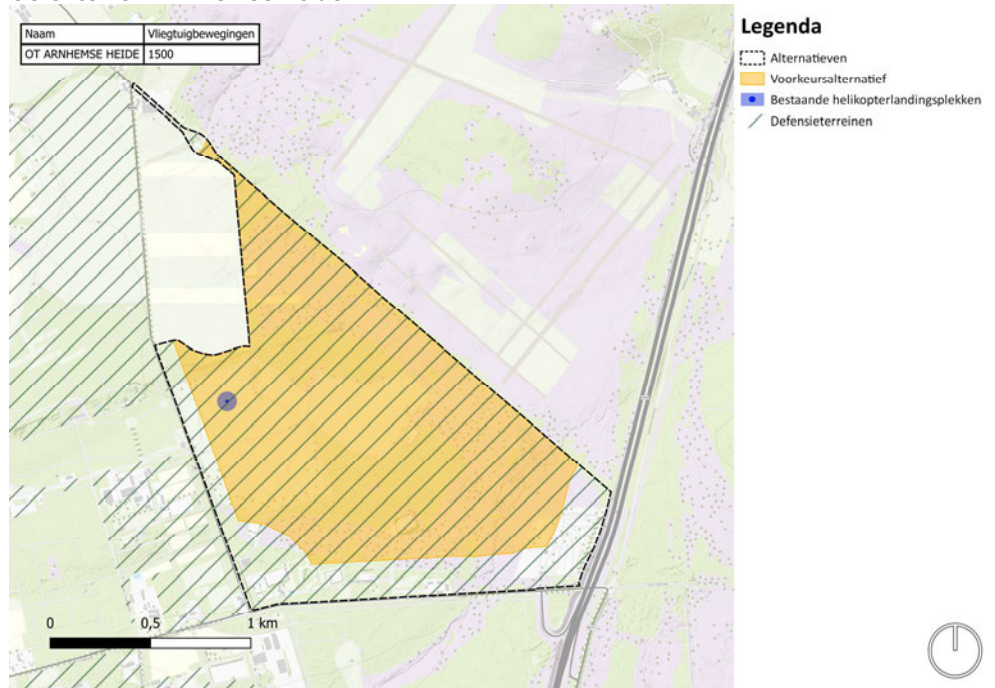 Naam Vliegtuigbewegingen
OT ARNHEMSE HEIDE 1500
Legenda
Alternatieven
Voorkeursalternatief
Bestaande helikopterlandingsplekken
Defensieterreinen
0 0,5 1 km